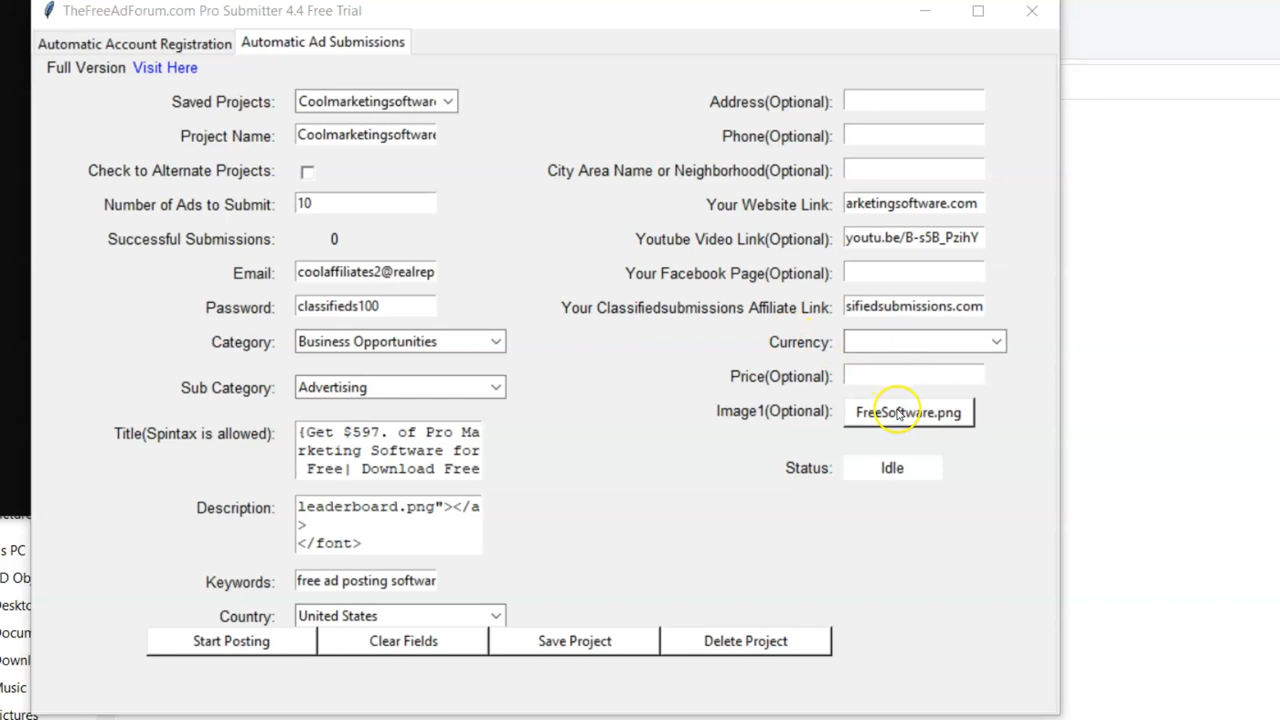 TheFreeAdForum.com Pro Submitter 4.4 Free Trial
Automatic Account Registration
Automatic Ad Submissions
Full Version Visit Here
Saved Projects: Coolmarketingsoftware
Project Name: Coolmarketingsoftware
Check to Alternate Projects:
Number of Ads to Submit: 10
Successful Submissions: 0
Email: coolaffiliates2@realrep
Password: classifieds100
Category: Business Opportunities
Sub Category: Advertising
Title(Spintax is allowed): {Get $597. of Pro Ma
rketing Software for
Free| Download Free
Description: leaderboard.png"></a
>
</font>
Keywords: free ad posting softwar
Country: United States
Address(Optional):
Phone(Optional):
City Area Name or Neighborhood(Optional):
Your Website Link: arketingsoftware.com
Youtube Video Link(Optional): youtu.be/B-s5B_PzihY
Your Facebook Page(Optional):
Your Classifiedsubmissions Affiliate Link: sifiedsubmissions.com
Currency:
Price(Optional):
Image1(Optional): FreeSoftware.png
Status: Idle
Start Posting
Clear Fields
Save Project
Delete Project
s PC
D Obj
Deskto
Docum
Downl
Music
ictures